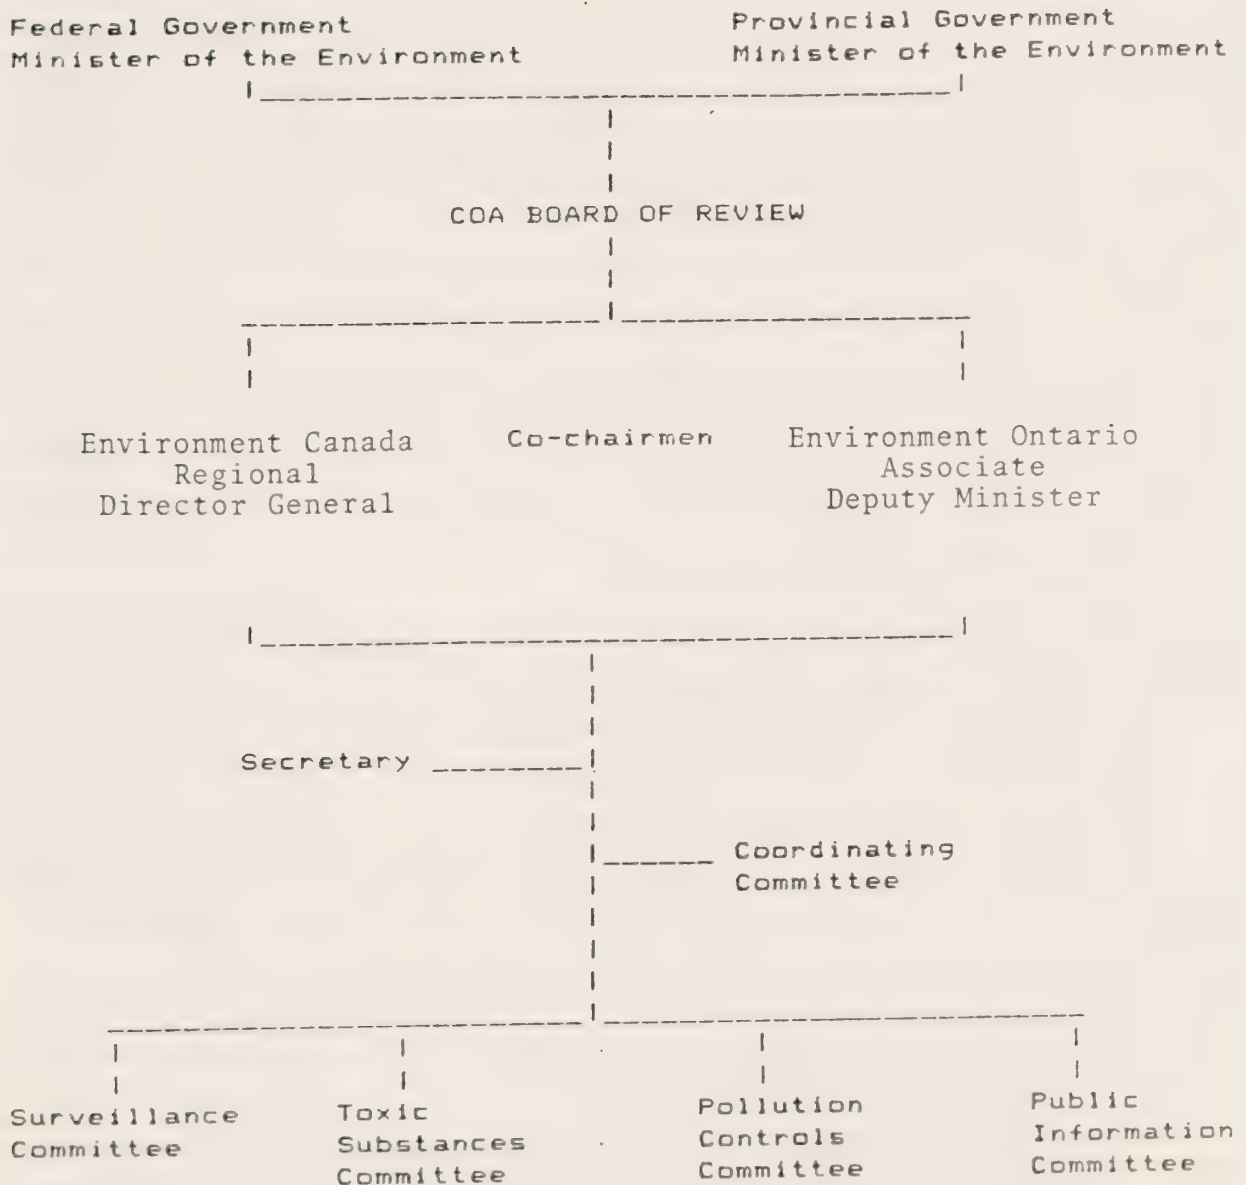 Federal Government
Minister of the Environment
Provincial Government
Minister of the Environment
COA BOARD OF REVIEW
Environment Canada
Regional
Director General
Co-chairmen
Environment Ontario
Associate
Deputy Minister
Secretary
Coordinating
Committee
Surveillance
Committee
Toxic
Substances
Committee
Pollution
Controls
Committee
Public
Information
Committee